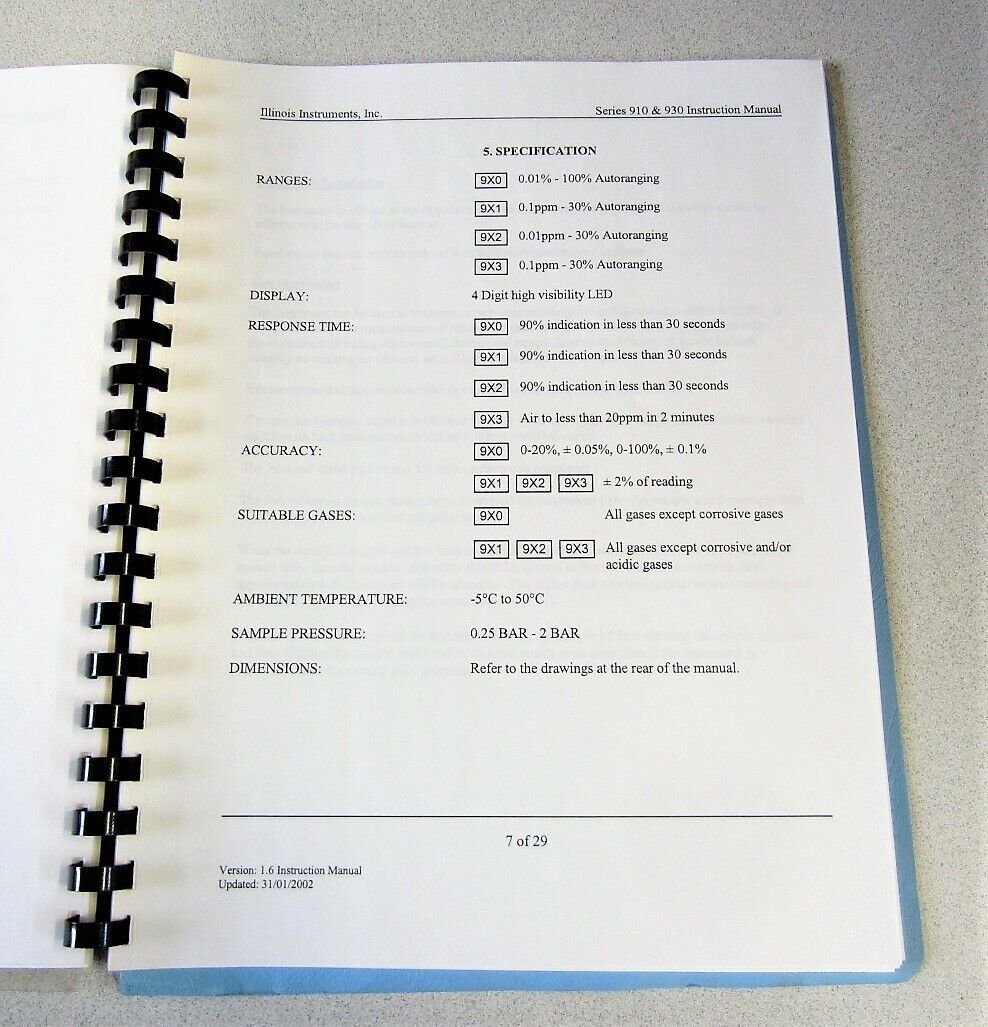 Illinois Instruments, Inc. Series 910 & 930 Instruction Manual
5. SPECIFICATION
RANGES: 9X0 0.01% - 100% Autoranging
9X1 0.1ppm - 30% Autoranging
9X2 0.01ppm - 30% Autoranging
9X3 0.1ppm - 30% Autoranging
DISPLAY: 4 Digit high visibility LED
RESPONSE TIME: 9X0 90% indication in less than 30 seconds
9X1 90% indication in less than 30 seconds
9X2 90% indication in less than 30 seconds
9X3 Air to less than 20ppm in 2 minutes
ACCURACY: 9X0 0-20%, ± 0.05%, 0-100%, ± 0.1%
9X1 9X2 9X3 ± 2% of reading
SUITABLE GASES: 9X0 All gases except corrosive gases
9X1 9X2 9X3 All gases except corrosive and/or
acidic gases
AMBIENT TEMPERATURE: -5°C to 50°C
SAMPLE PRESSURE: 0.25 BAR - 2 BAR
DIMENSIONS: Refer to the drawings at the rear of the manual.
7 of 29
Version: 1.6 Instruction Manual
Updated: 31/01/2002